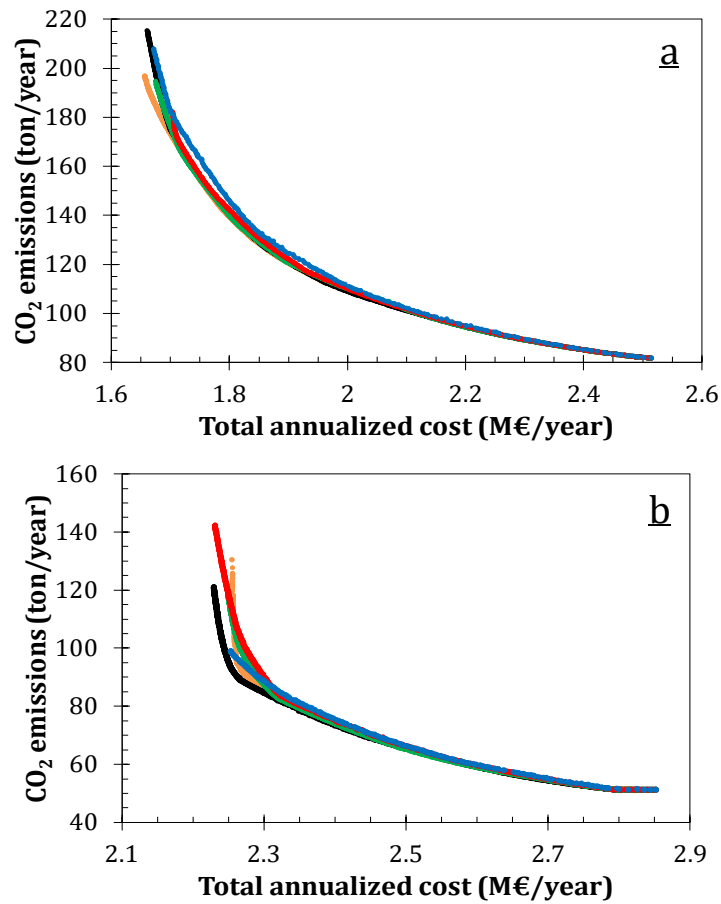 a
CO₂ emissions (ton/year)
220
200
180
160
140
120
100
80
1.6 1.8 2 2.2 2.4 2.6
Total annualized cost (M€/year)
b
CO₂ emissions (ton/year)
160
140
120
100
80
60
40
2.1 2.3 2.5 2.7 2.9
Total annualized cost (M€/year)